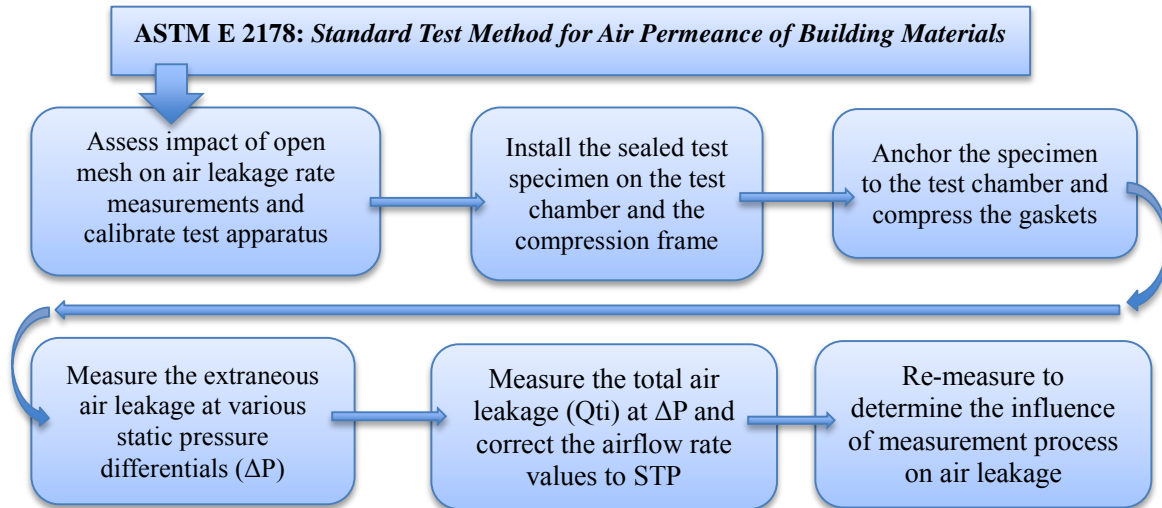 ASTM E 2178: Standard Test Method for Air Permeance of Building Materials
Assess impact of open
mesh on air leakage rate
measurements and
calibrate test apparatus
Install the sealed test
specimen on the test
chamber and the
compression frame
Anchor the specimen
to the test chamber and
compress the gaskets
Measure the extraneous
air leakage at various
static pressure
differentials (ΔP)
Measure the total air
leakage (Qti) at ΔP and
correct the airflow rate
values to STP
Re-measure to
determine the influence
of measurement process
on air leakage